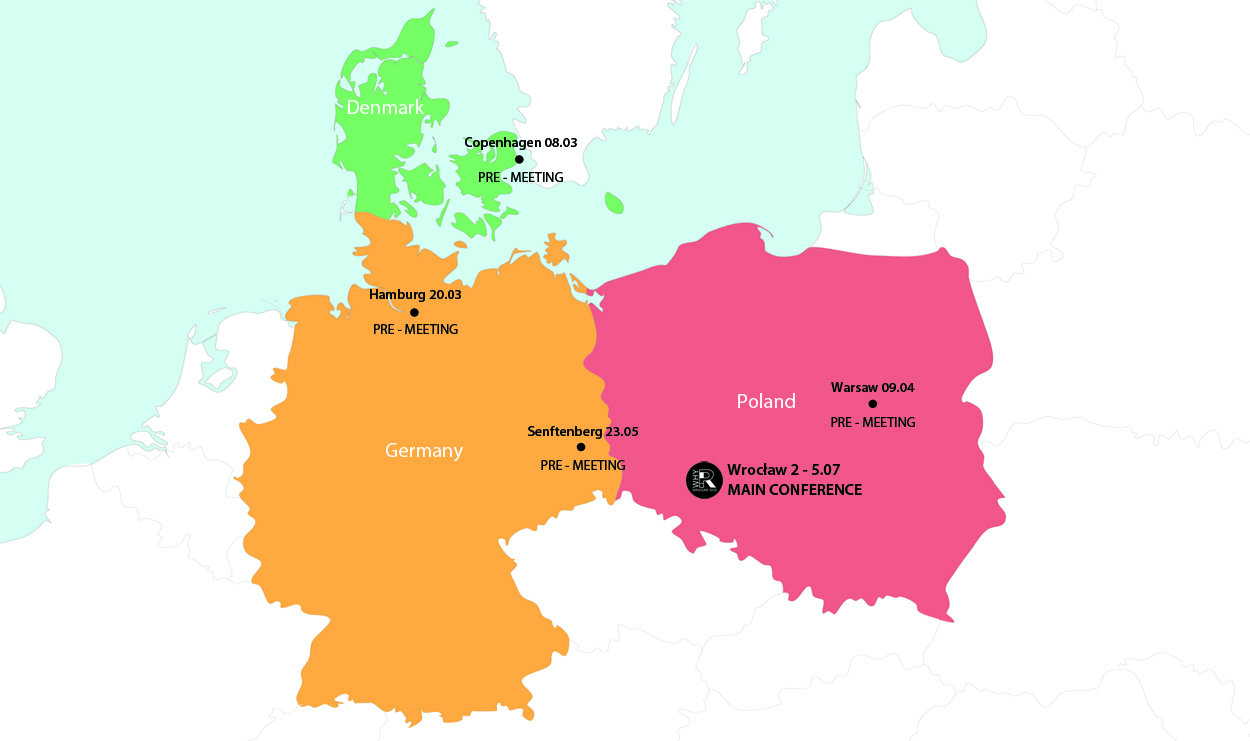 Denmark
Copenhagen 08.03
PRE - MEETING
Hamburg 20.03
PRE - MEETING
Warsaw 09.04
PRE - MEETING
Poland
Senftenberg 23.05
PRE - MEETING
Germany
WHY
R
Wrocław 2 - 5.07
MAIN CONFERENCE